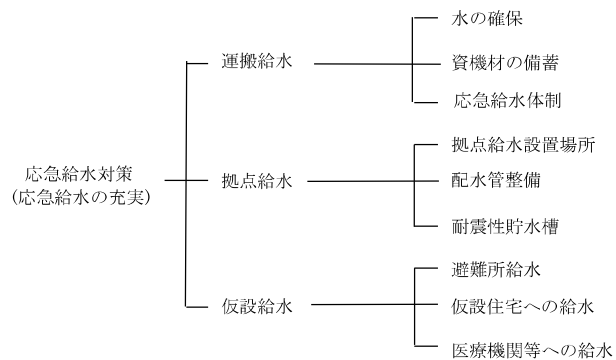 応急給水対策
(応急給水の充実)
運搬給水
水の確保
資機材の備蓄
応急給水体制
拠点給水
拠点給水設置場所
配水管整備
耐震性貯水槽
仮設給水
避難所給水
仮設住宅への給水
医療機関等への給水